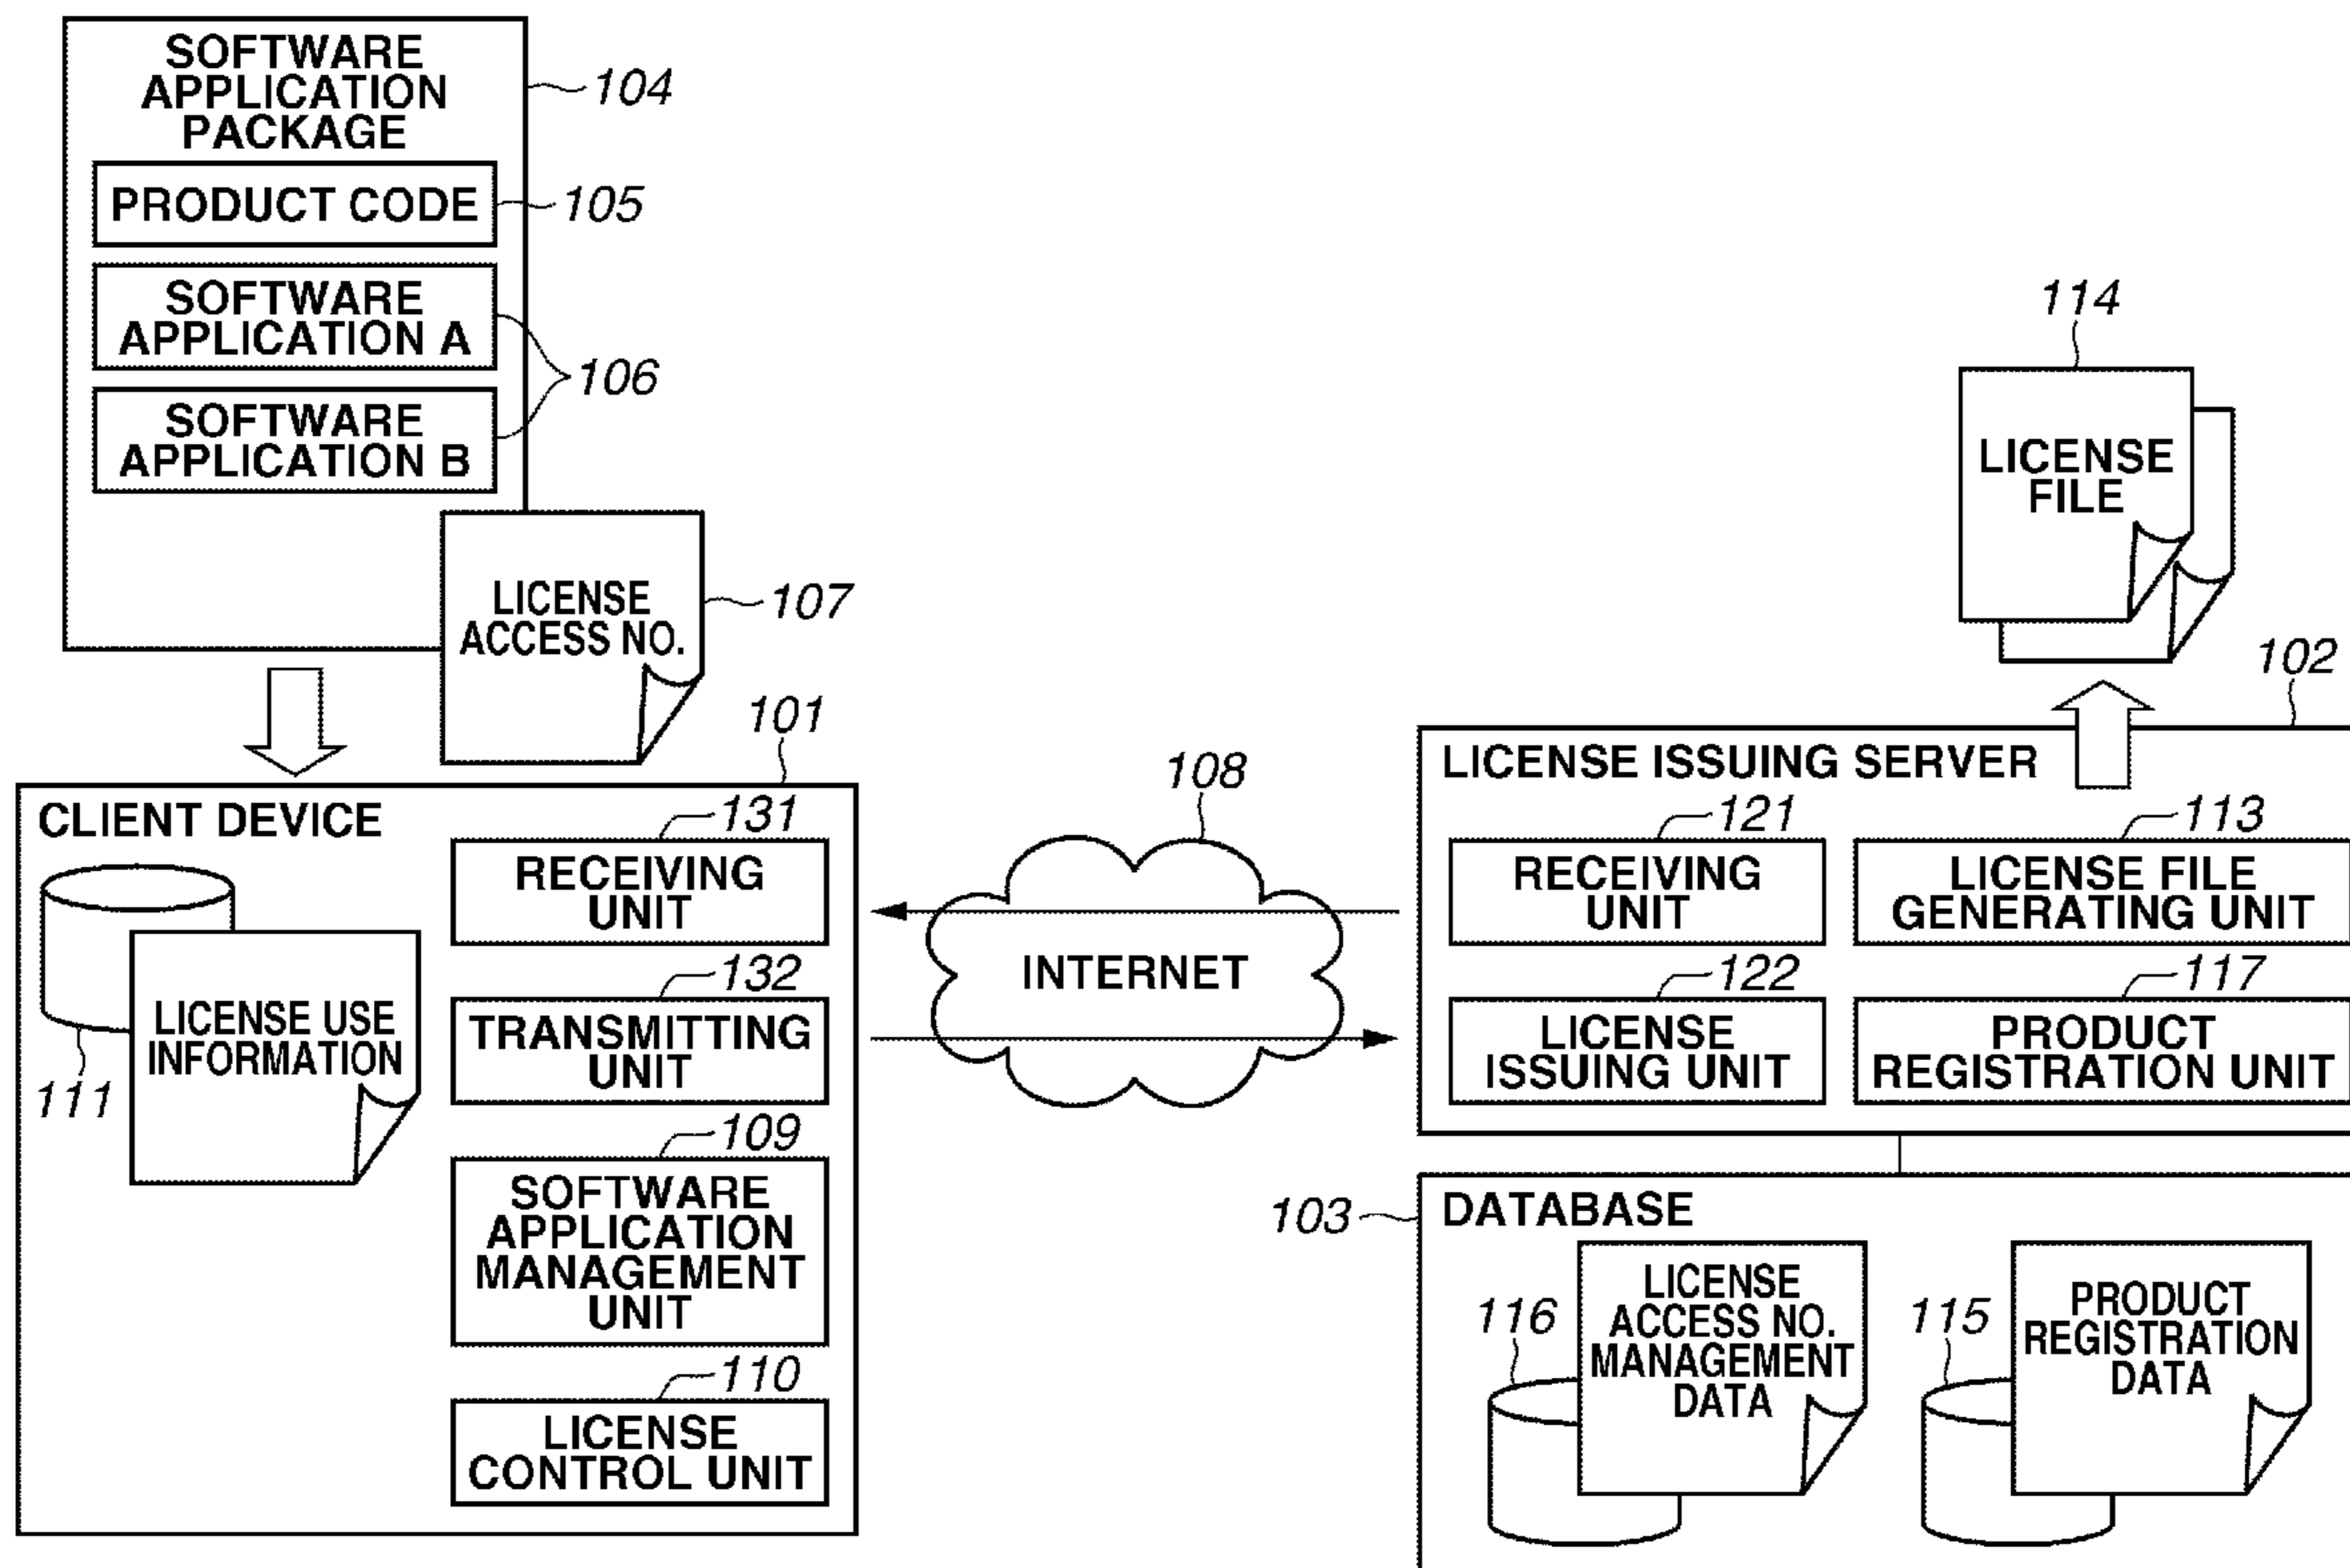 SOFTWARE
APPLICATION
PACKAGE
104
PRODUCT CODE
105
SOFTWARE
APPLICATION A
106
SOFTWARE
APPLICATION B
LICENSE
ACCESS NO.
107
101
CLIENT DEVICE
131
RECEIVING
UNIT
132
TRANSMITTING
UNIT
LICENSE USE
INFORMATION
111
109
SOFTWARE
APPLICATION
MANAGEMENT
UNIT
110
LICENSE
CONTROL UNIT
108
INTERNET
114
LICENSE
FILE
102
LICENSE ISSUING SERVER
121
RECEIVING
UNIT
113
LICENSE FILE
GENERATING UNIT
122
LICENSE
ISSUING UNIT
117
PRODUCT
REGISTRATION UNIT
103
DATABASE
116
LICENSE
ACCESS NO.
MANAGEMENT
DATA
115
PRODUCT
REGISTRATION
DATA